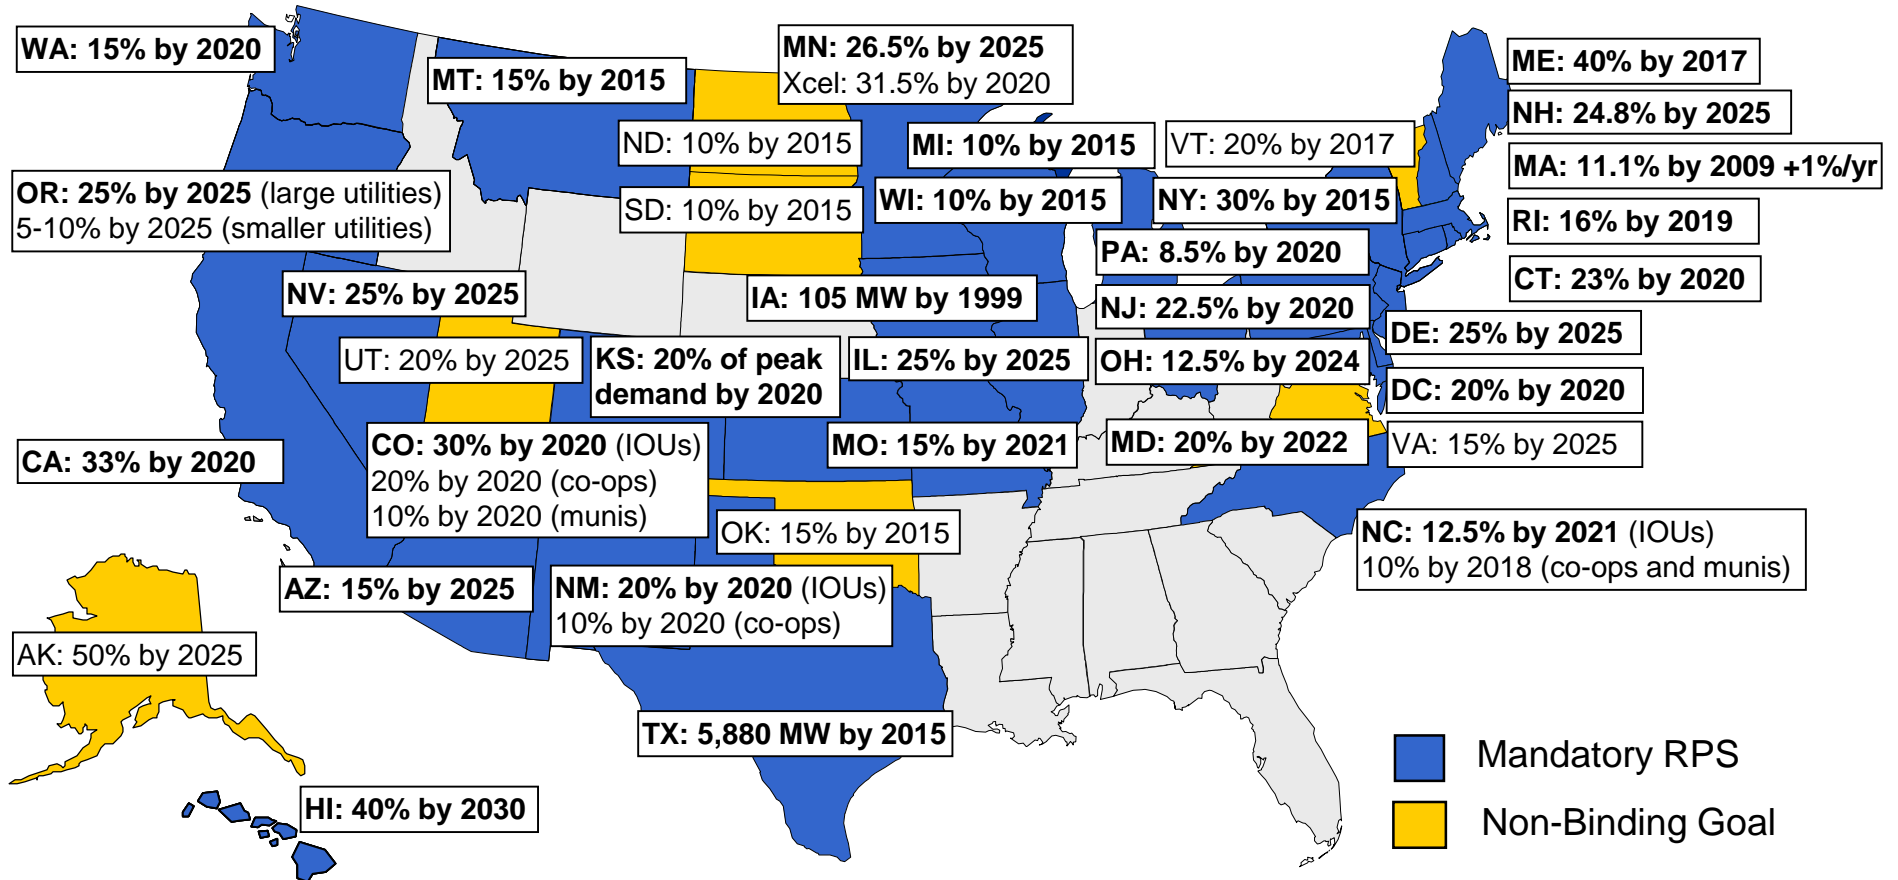 WA: 15% by 2020
MT: 15% by 2015
MN: 26.5% by 2025
Xcel: 31.5% by 2020
ME: 40% by 2017
NH: 24.8% by 2025
ND: 10% by 2015
MI: 10% by 2015
VT: 20% by 2017
MA: 11.1% by 2009 +1%/yr
OR: 25% by 2025 (large utilities)
5-10% by 2025 (smaller utilities)
SD: 10% by 2015
WI: 10% by 2015
NY: 30% by 2015
RI: 16% by 2019
PA: 8.5% by 2020
CT: 23% by 2020
NV: 25% by 2025
IA: 105 MW by 1999
NJ: 22.5% by 2020
DE: 25% by 2025
UT: 20% by 2025
KS: 20% of peak
demand by 2020
IL: 25% by 2025
OH: 12.5% by 2024
DC: 20% by 2020
CA: 33% by 2020
CO: 30% by 2020 (IOUs)
20% by 2020 (co-ops)
10% by 2020 (munis)
MO: 15% by 2021
MD: 20% by 2022
VA: 15% by 2025
OK: 15% by 2015
NC: 12.5% by 2021 (IOUs)
10% by 2018 (co-ops and munis)
AZ: 15% by 2025
NM: 20% by 2020 (IOUs)
10% by 2020 (co-ops)
AK: 50% by 2025
TX: 5,880 MW by 2015
HI: 40% by 2030
Mandatory RPS
Non-Binding Goal